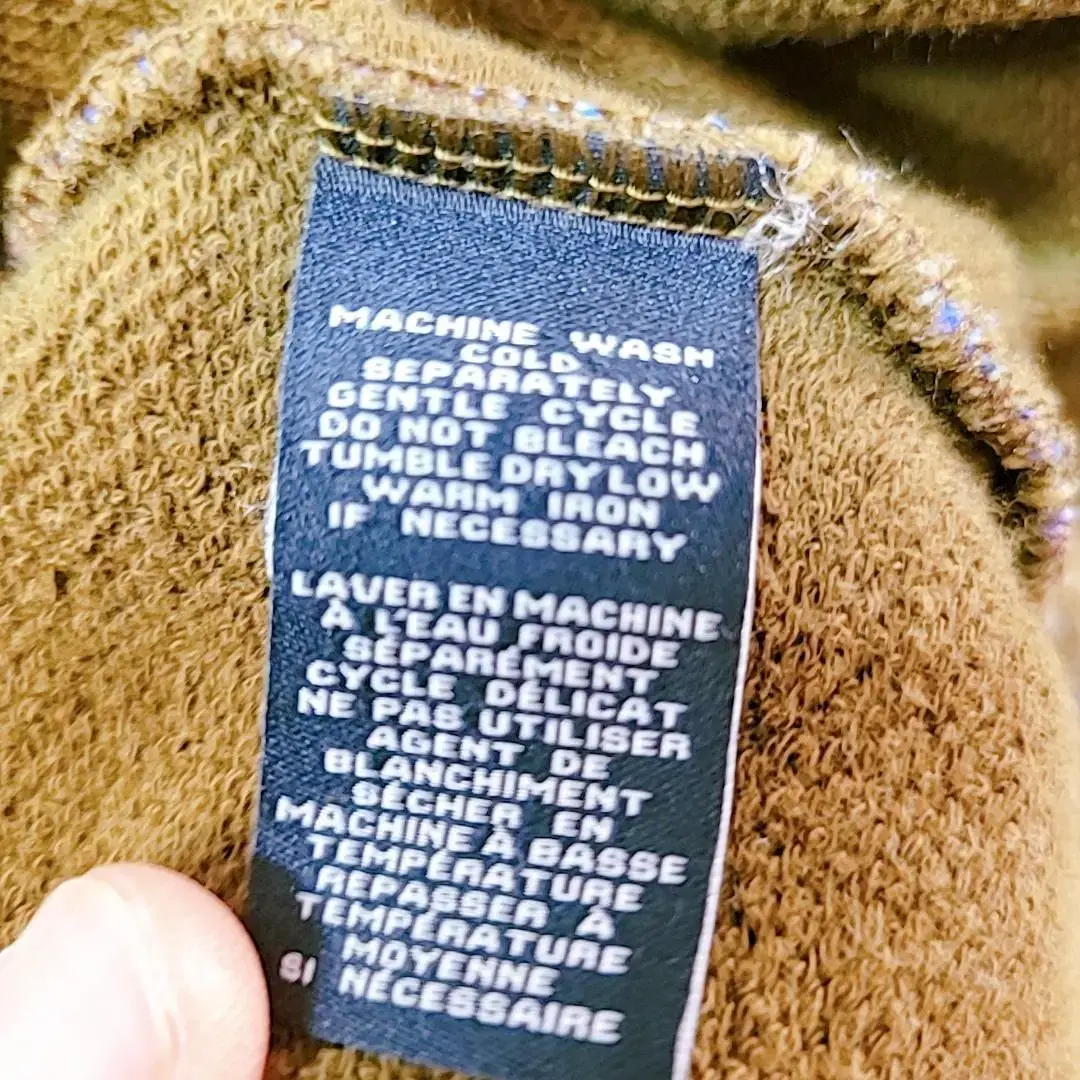 MACHINE WASH
COLD
SEPARATELY
GENTLE CYCLE
DO NOT BLEACH
TUMBLE DRY LOW
WARM IRON
IF NECESSARY
LAVER EN MACHINE
À L'EAU FROIDE
SÉPARÉMENT
CYCLE DÉLICAT
NE PAS UTILISER
AGENT DE
BLANCHIMENT
SÉCHER EN
MACHINE À BASSE
TEMPÉRATURE
REPASSER À
TEMPÉRATURE
MOYENNE
SI NÉCESSAIRE